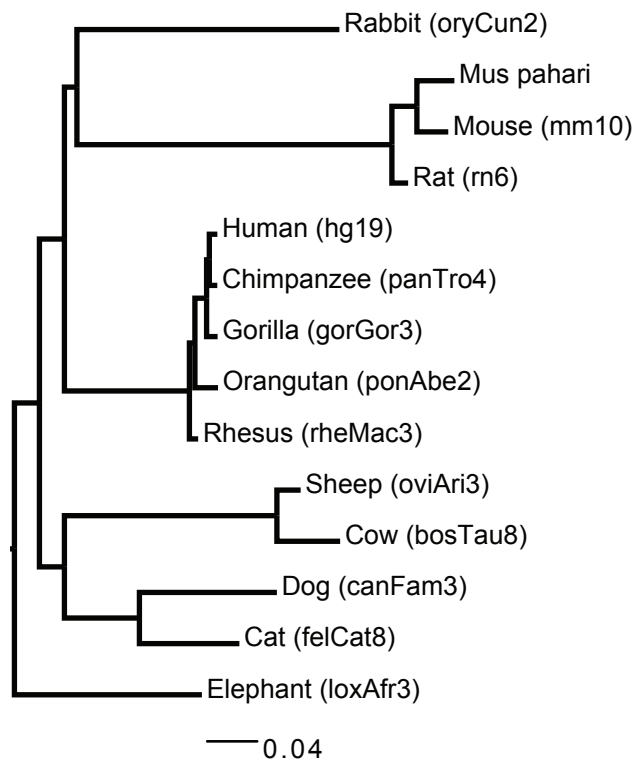 Rabbit (oryCun2)
Mus pahari
Mouse (mm10)
Rat (rn6)
Human (hg19)
Chimpanzee (panTro4)
Gorilla (gorGor3)
Orangutan (ponAbe2)
Rhesus (rheMac3)
Sheep (oviAri3)
Cow (bosTau8)
Dog (canFam3)
Cat (felCat8)
Elephant (loxAfr3)
0.04